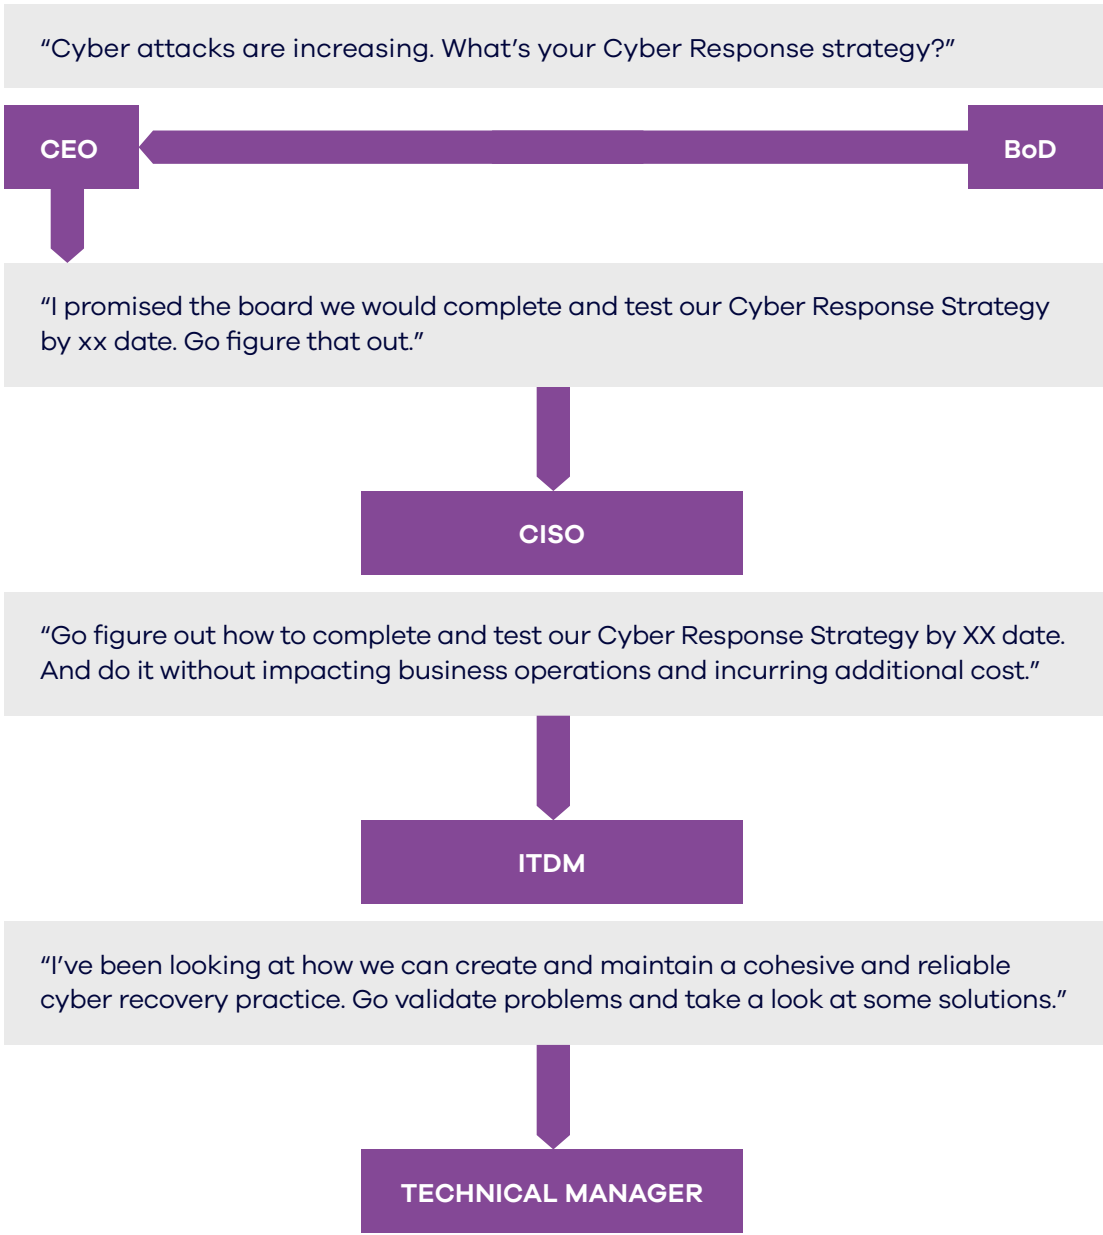 “Cyber attacks are increasing. What’s your Cyber Response strategy?”
CEO
BoD
“I promised the board we would complete and test our Cyber Response Strategy
by xx date. Go figure that out.”
CISO
“Go figure out how to complete and test our Cyber Response Strategy by XX date.
And do it without impacting business operations and incurring additional cost.”
ITDM
“I’ve been looking at how we can create and maintain a cohesive and reliable
cyber recovery practice. Go validate problems and take a look at some solutions.”
TECHNICAL MANAGER